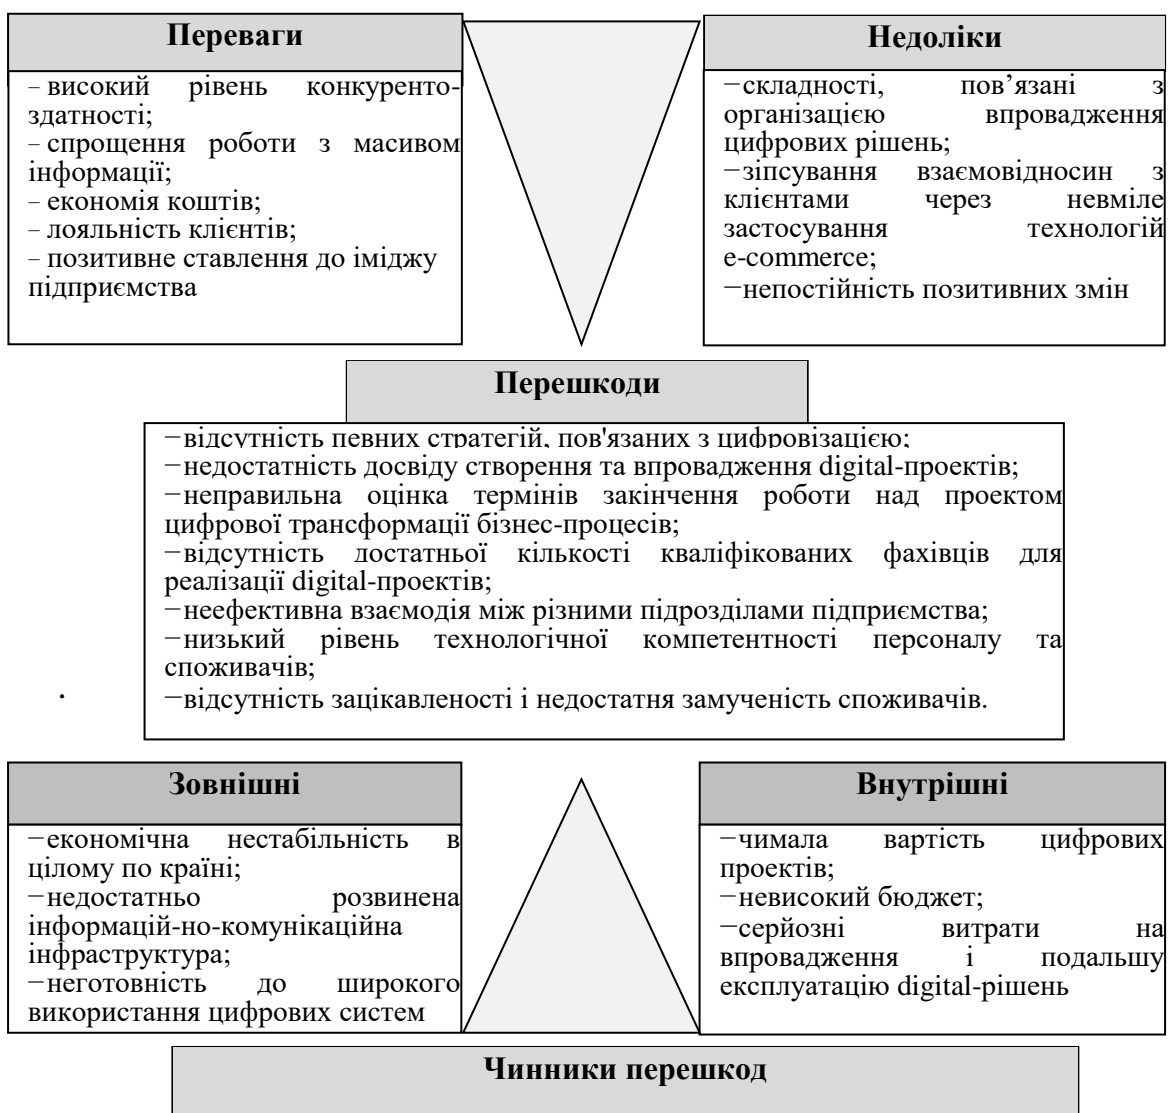 Переваги
– високий рівень конкуренто-
здатності;
– спрощення роботи з масивом
інформації;
– економія коштів;
– лояльність клієнтів;
– позитивне ставлення до іміджу
підприємства
Недоліки
−складності, пов’язані з
організацією впровадження
цифрових рішень;
−зіпсування взаємовідносин з
клієнтами через невміле
застосування технологій
e-commerce;
−непостійність позитивних змін
Перешкоди
−відсутність певних стратегій, пов'язаних з цифровізацією;
−недостатність досвіду створення та впровадження digital-проектів;
−неправильна оцінка термінів закінчення роботи над проектом
цифрової трансформації бізнес-процесів;
−відсутність достатньої кількості кваліфікованих фахівців для
реалізації digital-проектів;
−неефективна взаємодія між різними підрозділами підприємства;
−низький рівень технологічної компетентності персоналу та
споживачів;
−відсутність зацікавленості і недостатня замученість споживачів.
.
Зовнішні
−економічна нестабільність в
цілому по країні;
−недостатньо розвинена
інформацій-но-комунікаційна
інфраструктура;
−неготовність до широкого
використання цифрових систем
Внутрішні
−чимала вартість цифрових
проектів;
−невисокий бюджет;
−серйозні витрати на
впровадження і подальшу
експлуатацію digital-рішень
Чинники перешкод